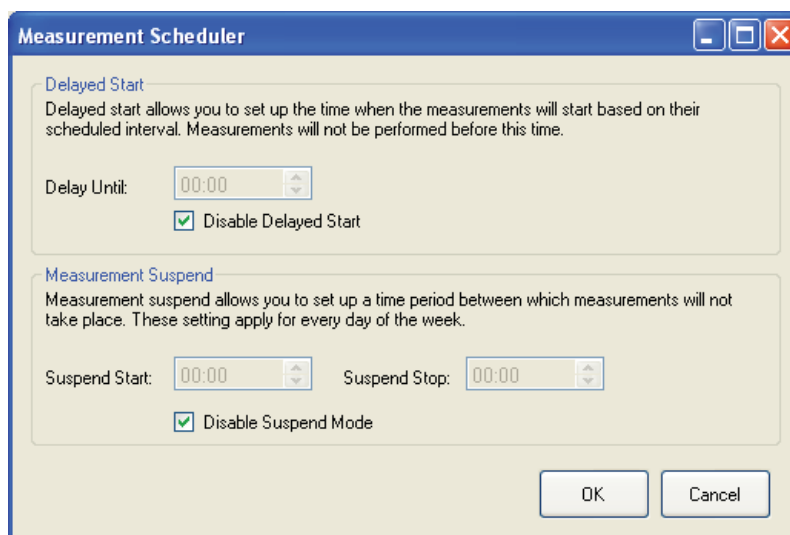 Measurement Scheduler
Delayed Start
Delayed start allows you to set up the time when the measurements will start based on their
scheduled interval. Measurements will not be performed before this time.
Delay Until: 00:00
Disable Delayed Start
Measurement Suspend
Measurement suspend allows you to set up a time period between which measurements will not
take place. These setting apply for every day of the week.
Suspend Start: 00:00 Suspend Stop: 00:00
Disable Suspend Mode
OK Cancel